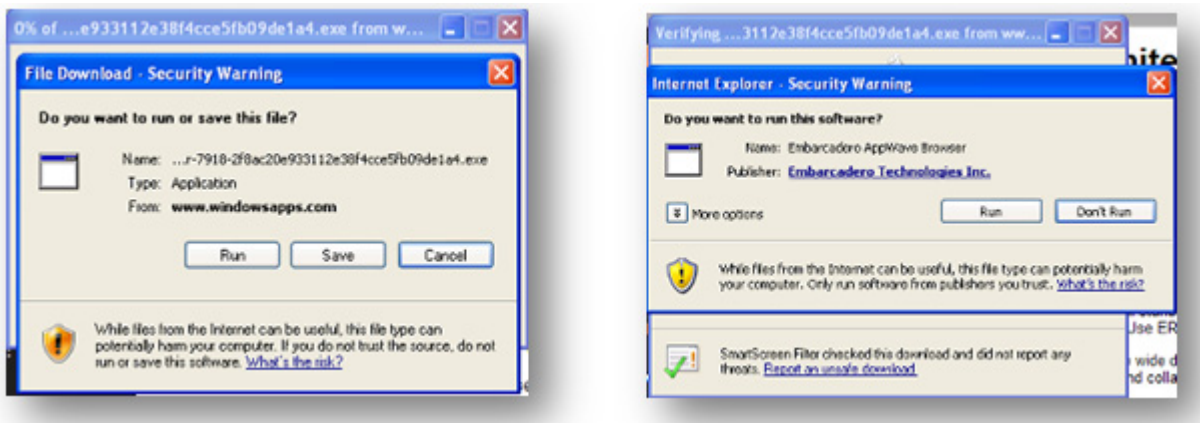 0% of ...e933112e38f4cce5fb09de1a4.exe from w...
File Download - Security Warning
Do you want to run or save this file?
Name: ...r-7918-2f8ac20e933112e38f4cce5fb09de1a4.exe
Type: Application
From: www.windowsapps.com
Run Save Cancel
While files from the Internet can be useful, this file type can
potentially harm your computer. If you do not trust the source, do not
run or save this software. What's the risk?
Verifying ...3112e38f4cce5fb09de1a4.exe from ww...
Internet Explorer - Security Warning
Do you want to run this software?
Name: Embarcadero AppWave Browser
Publisher: Embarcadero Technologies Inc.
More options Run Don't Run
While files from the Internet can be useful, this file type can potentially harm
your computer. Only run software from publishers you trust. What's the risk?
Use ER
SmartScreen Filter checked this download and did not report any
threats. Report an unsafe download.
wide d
nd colla